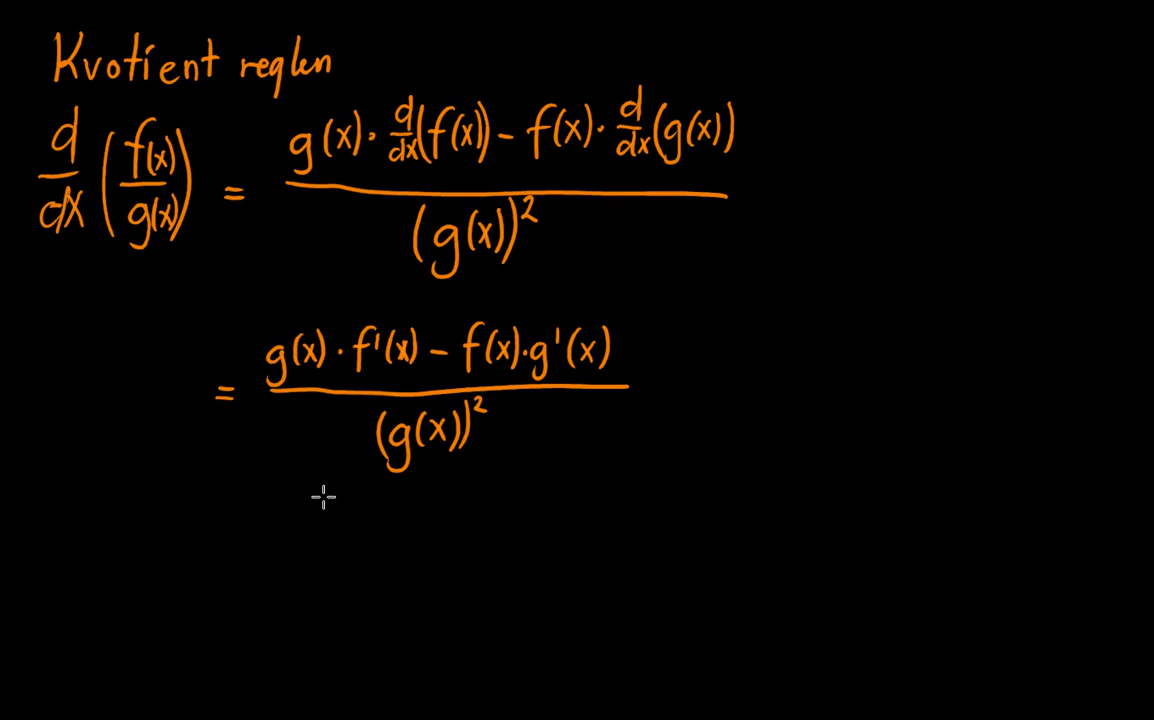 Kvotient reglen
d/dx (f(x)/g(x)) = (g(x) · d/dx(f(x)) − f(x) · d/dx(g(x)))/(g(x))²
= (g(x) · f'(x) − f(x) · g'(x))/(g(x))²